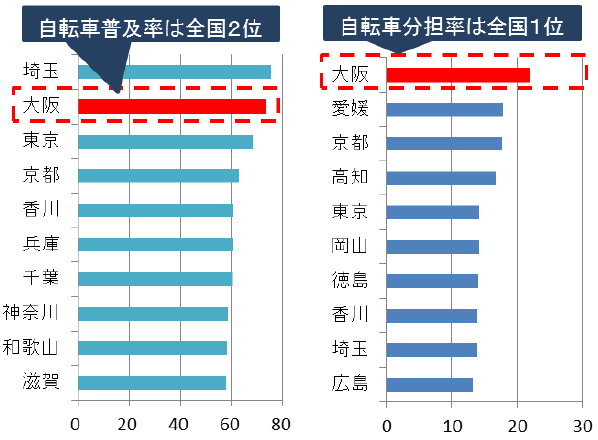 自転車普及率は全国2位
埼玉
大阪
東京
京都
香川
兵庫
千葉
神奈川
和歌山
滋賀
0 20 40 60 80
自転車分担率は全国1位
大阪
愛媛
京都
高知
東京
岡山
徳島
香川
埼玉
広島
0 10 20 30